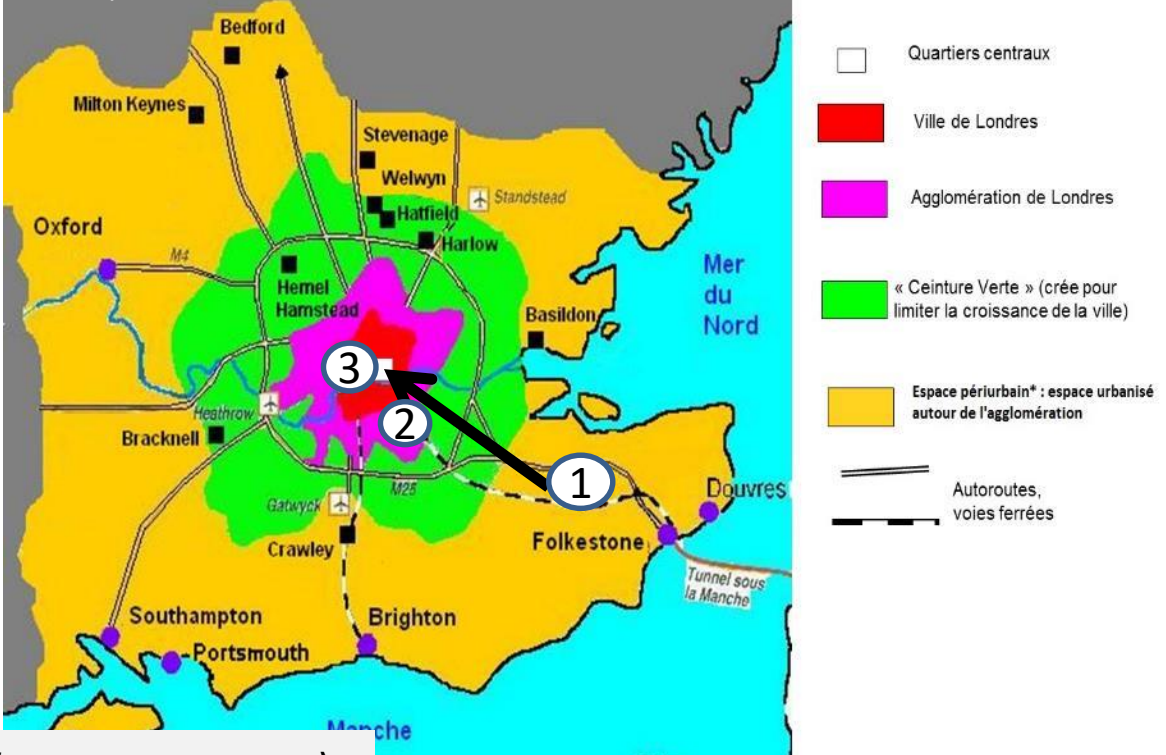 Bedford
Milton Keynes
Stevenage
Welwyn
Hatfield
Standstead
Harlow
Oxford
M4
Hemel
Hamstead
Mer
du
Nord
Basildon
3
2
Heathrow
Bracknell
1
M25
Gatwyck
Douvres
Crawley
Folkestone
Tunnel sous
la Manche
Southampton
Brighton
Portsmouth
Manche
Quartiers centraux
Ville de Londres
Agglomération de Londres
« Ceinture Verte » (crée pour
limiter la croissance de la ville)
Espace périurbain* : espace urbanisé
autour de l'agglomération
Autoroutes,
voies ferrées